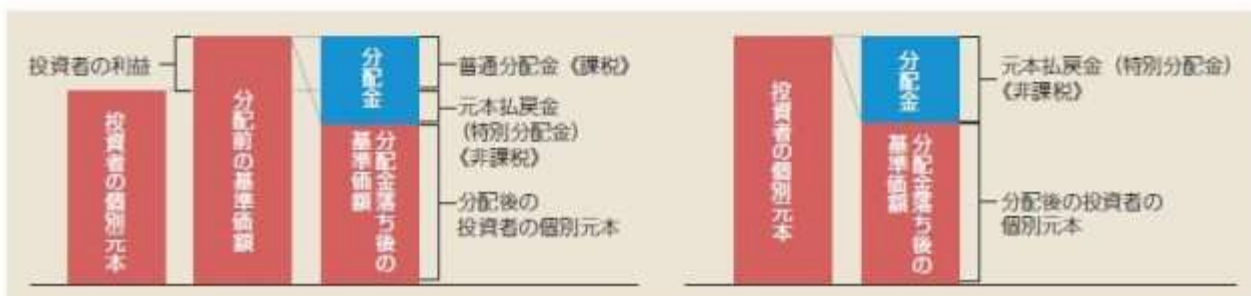 投資者の利益
投資者の個別元本
分配前の基準価額
分配金
分配金落ち後の
基準価額
普通分配金《課税》
元本払戻金
(特別分配金)
《非課税》
分配後の
投資者の個別元本
投資者の個別元本
分配金
分配金落ち後の
基準価額
元本払戻金（特別分配金）
《非課税》
分配後の投資者の
個別元本